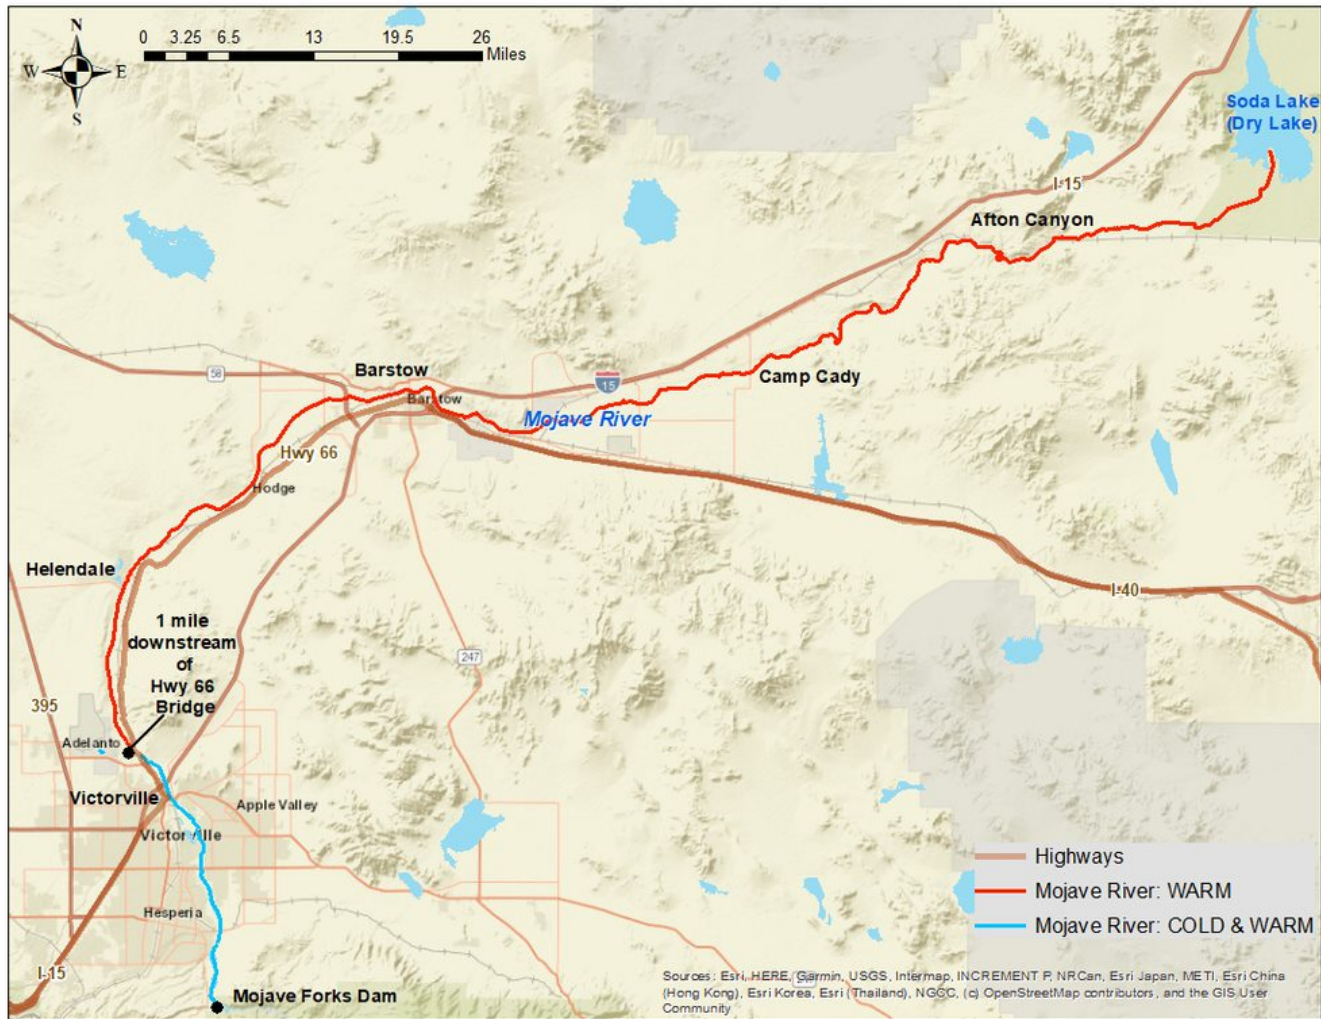 N
W E
S
0 3.25 6.5 13 19.5 26
Miles
Soda Lake
(Dry Lake)
I-15
Afton Canyon
58
Barstow
15
Camp Cady
Barstow
Mojave River
Hwy 66
Hodge
Helendale
I-40
1 mile
downstream
of
Hwy 66
Bridge
247
395
Adelanto
Victorville
Apple Valley
Victorville
Highways
Mojave River: WARM
Hesperia
Mojave River: COLD & WARM
I-15
Mojave Forks Dam
247
Sources: Esri, HERE, Garmin, USGS, Intermap, INCREMENT P, NRCan, Esri Japan, METI, Esri China
(Hong Kong), Esri Korea, Esri (Thailand), NGCC, (c) OpenStreetMap contributors, and the GIS User
Community